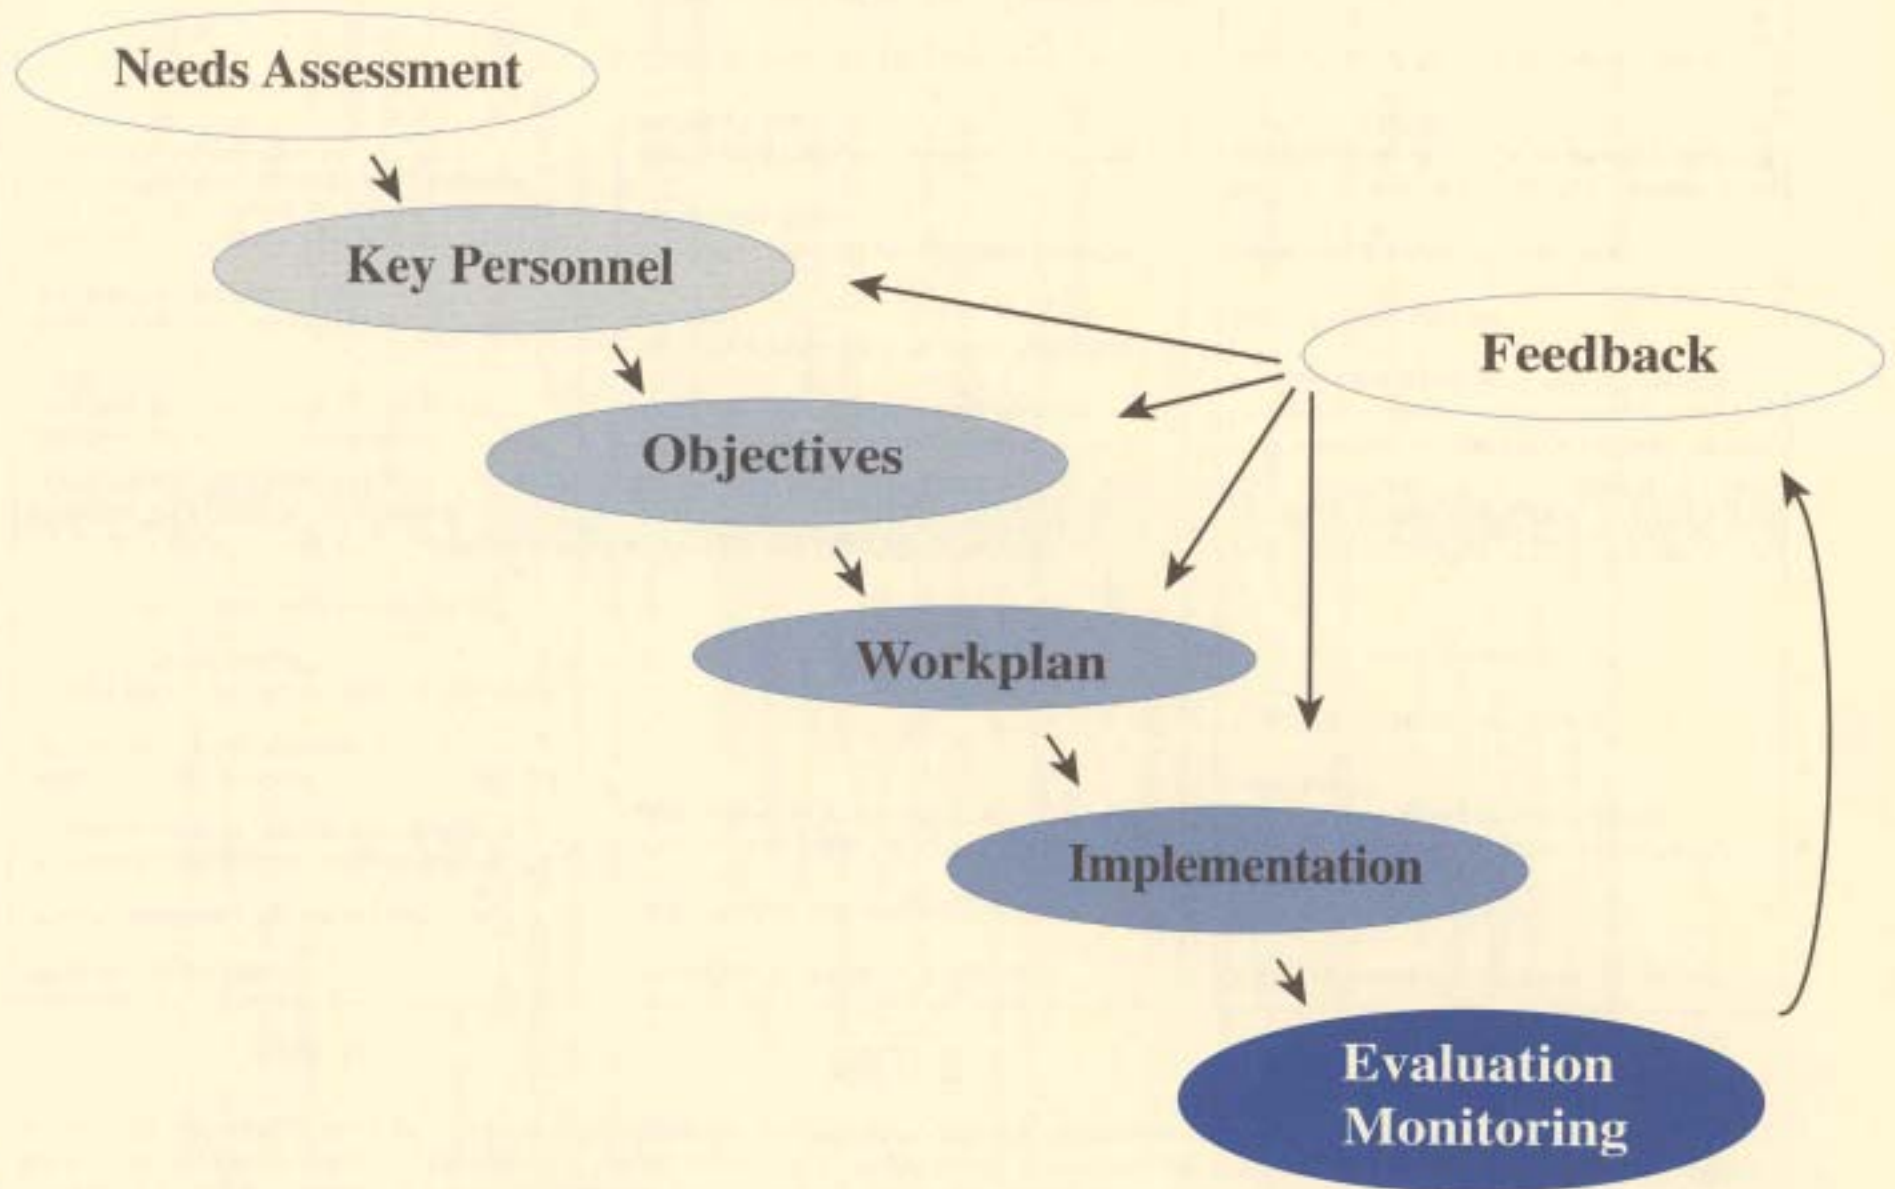 Needs Assessment
Key Personnel
Feedback
Objectives
Workplan
Implementation
Evaluation
Monitoring